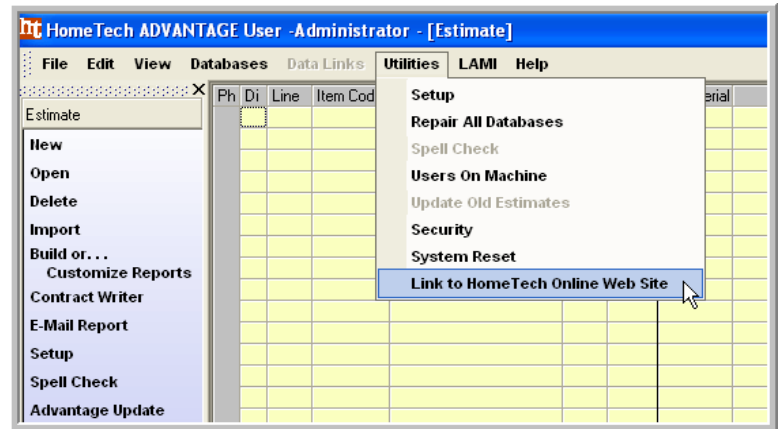 ht HomeTech ADVANTAGE User -Administrator - [Estimate]
File Edit View Databases Data Links Utilities LAMI Help
Estimate
New
Open
Delete
Import
Build or...
Customize Reports
Contract Writer
E-Mail Report
Setup
Spell Check
Advantage Update
Ph Di Line Item Cod erial
Setup
Repair All Databases
Spell Check
Users On Machine
Update Old Estimates
Security
System Reset
Link to HomeTech Online Web Site